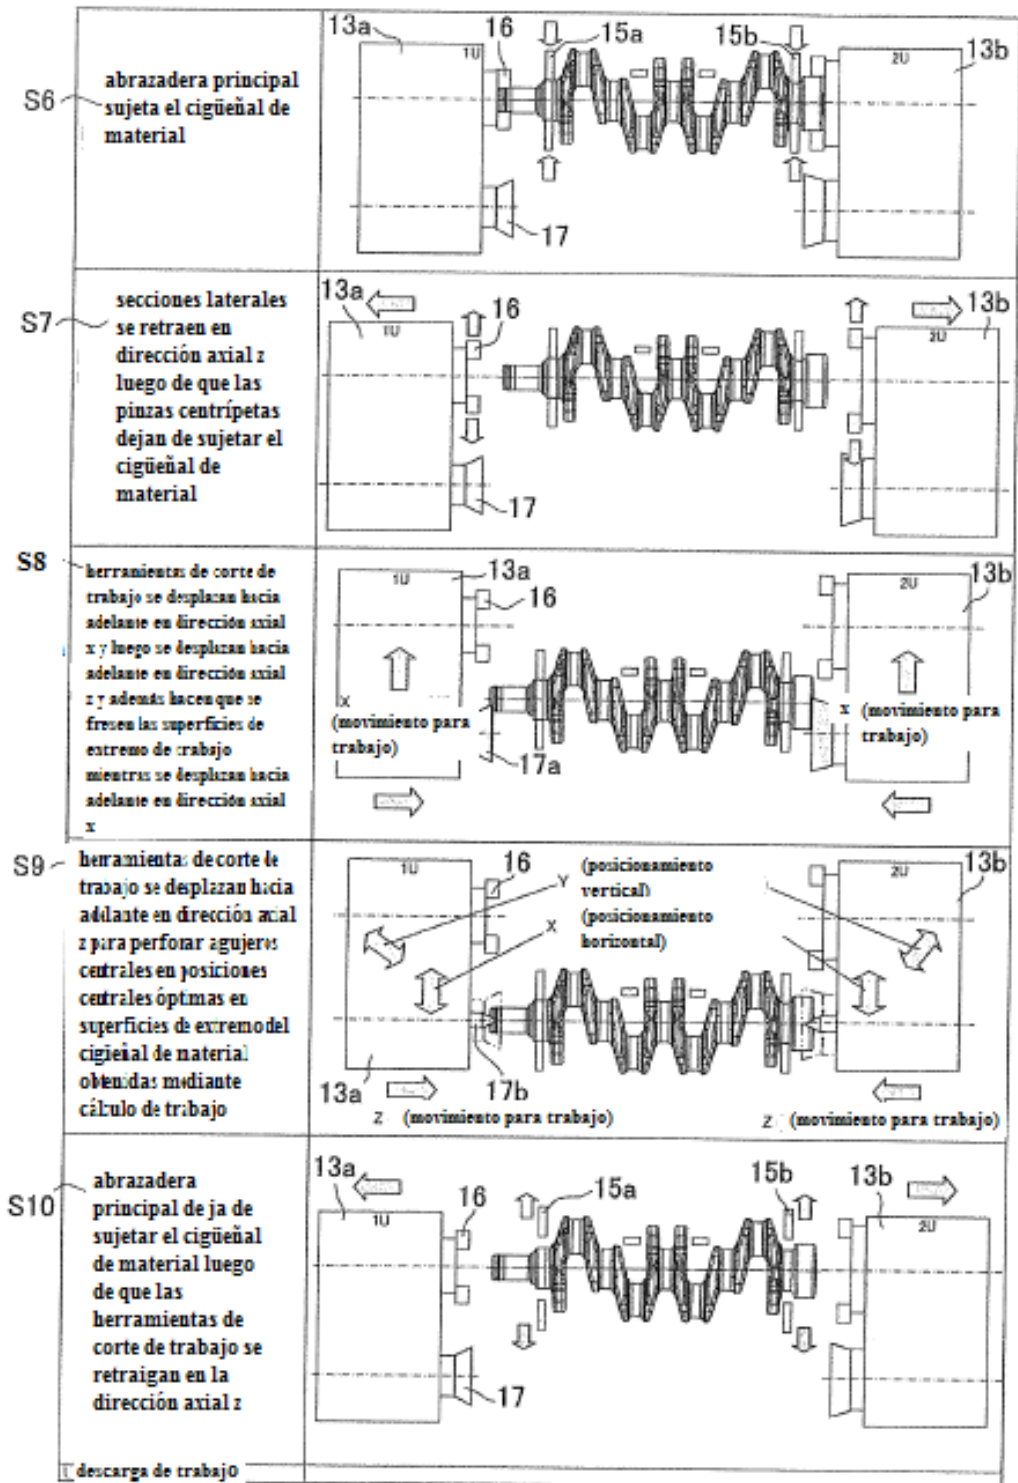 S6
abrazadera principal
sujeta el cigüeñal de
material
13a
1U
16
15a
15b
2U
13b
17
S7
secciones laterales
se retraen en
dirección axial z
luego de que las
pinzas centrípetas
dejan de sujetar el
cigüeñal de
material
13a
1U
16
13b
2U
17
S8
herramientas de corte de
trabajo se desplazan hacia
adelante en dirección axial
x y luego se desplazan hacia
adelante en dirección axial
z y además hacen que se
fresen las superficies de
extremo de trabajo
mientras se desplazan hacia
adelante en dirección axial
x
1U
13a
16
2U
13b
X
(movimiento para
trabajo)
17a
x (movimiento para
trabajo)
S9
herramientas de corte de
trabajo se desplazan hacia
adelante en dirección axial
z para perforar agujeros
centrales en posiciones
centrales óptimas en
superficies de extremo del
cigüeñal de material
obtenidas mediante
cálculo de trabajo
1U
16
Y
(posicionamiento
vertical)
X
(posicionamiento
horizontal)
2U
13b
13a
17b
Z (movimiento para trabajo)
Z (movimiento para trabajo)
S10
abrazadera
principal de ja de
sujetar el cigüeñal
de material luego
de que las
herramientas de
corte de trabajo se
retraigan en la
dirección axial z
13a
1U
16
15a
15b
13b
2U
17
descarga de trabajo